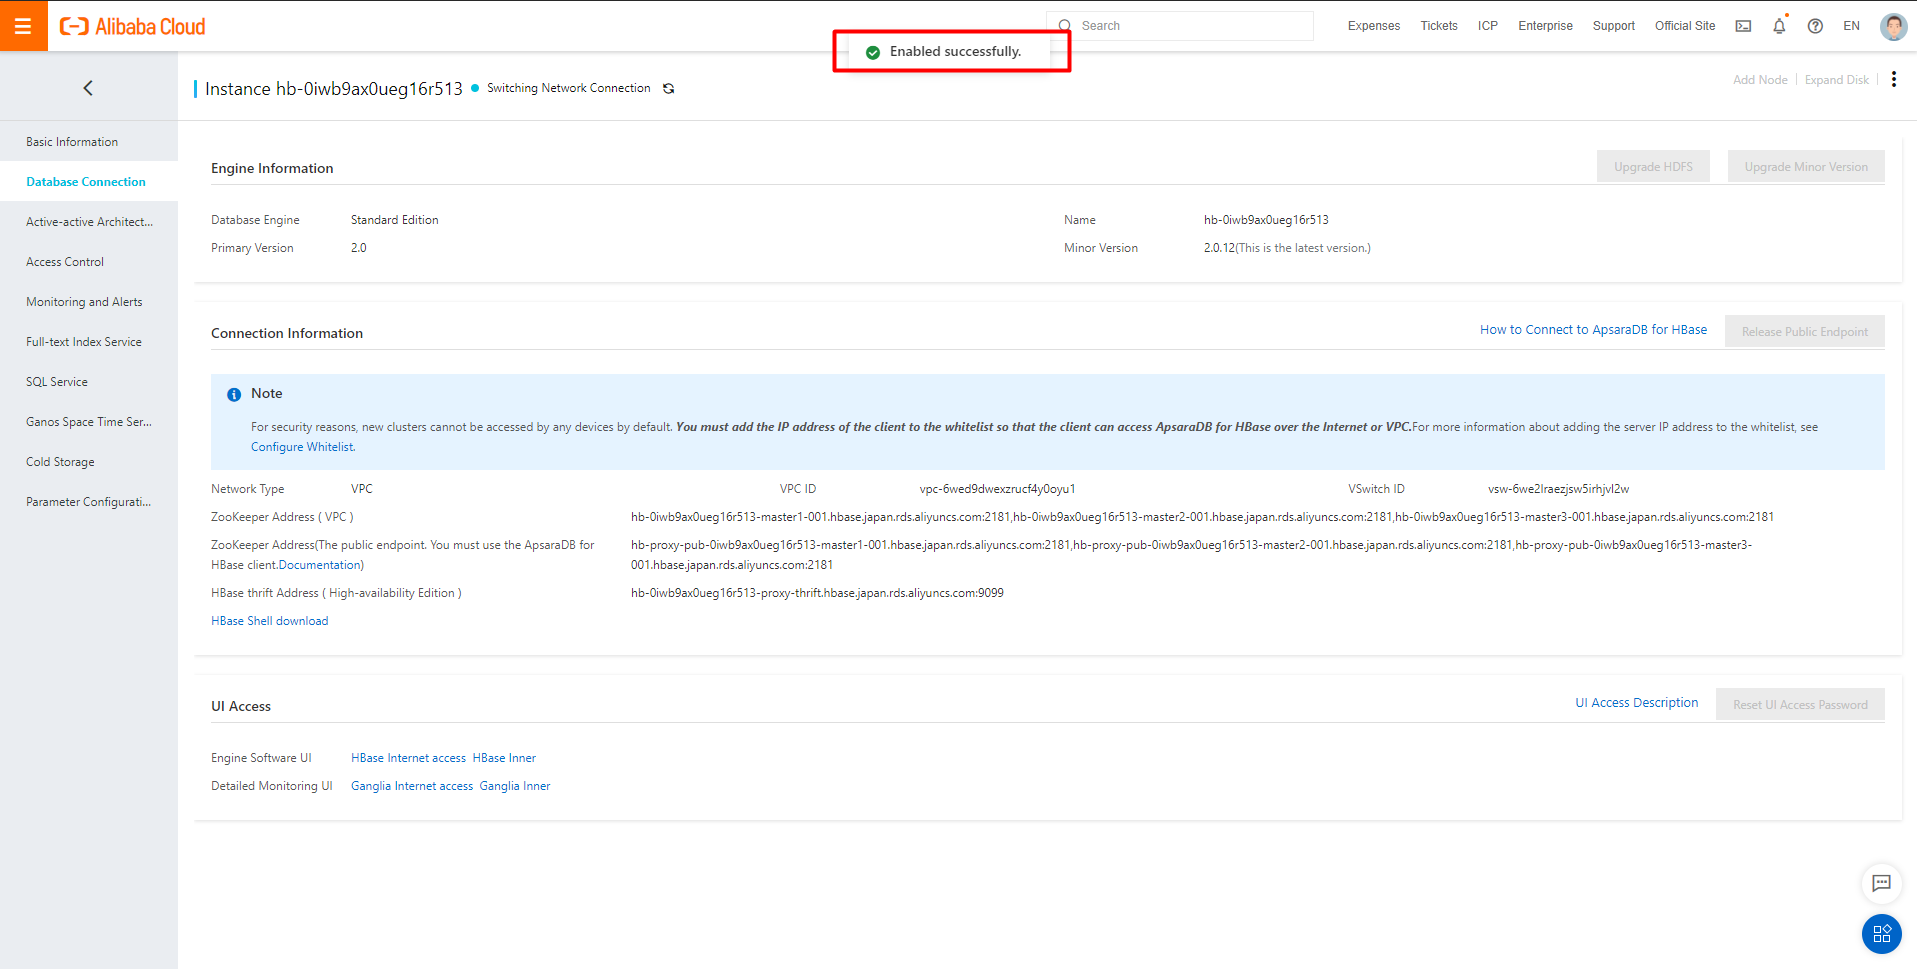 Alibaba Cloud
Search
Expenses Tickets ICP Enterprise Support Official Site EN
Enabled successfully.
Instance hb-0iwb9ax0ueg16r513 Switching Network Connection
Add Node Expand Disk
Basic Information
Database Connection
Active-active Architect...
Access Control
Monitoring and Alerts
Full-text Index Service
SQL Service
Ganos Space Time Ser...
Cold Storage
Parameter Configurati...
Engine Information
Upgrade HDFS Upgrade Minor Version
Database Engine Standard Edition Name hb-0iwb9ax0ueg16r513
Primary Version 2.0 Minor Version 2.0.12(This is the latest version.)
Connection Information
How to Connect to ApsaraDB for HBase Release Public Endpoint
Note
For security reasons, new clusters cannot be accessed by any devices by default. You must add the IP address of the client to the whitelist so that the client can access ApsaraDB for HBase over the Internet or VPC.For more information about adding the server IP address to the whitelist, see
Configure Whitelist.
Network Type VPC VPC ID vpc-6wed9dwexzrucf4y0oyu1 VSwitch ID vsw-6we2lraezjsw5irhjvl2w
ZooKeeper Address ( VPC ) hb-0iwb9ax0ueg16r513-master1-001.hbase.japan.rds.aliyuncs.com:2181,hb-0iwb9ax0ueg16r513-master2-001.hbase.japan.rds.aliyuncs.com:2181,hb-0iwb9ax0ueg16r513-master3-001.hbase.japan.rds.aliyuncs.com:2181
ZooKeeper Address(The public endpoint. You must use the ApsaraDB for hb-proxy-pub-0iwb9ax0ueg16r513-master1-001.hbase.japan.rds.aliyuncs.com:2181,hb-proxy-pub-0iwb9ax0ueg16r513-master2-001.hbase.japan.rds.aliyuncs.com:2181,hb-proxy-pub-0iwb9ax0ueg16r513-master3-
HBase client.Documentation) 001.hbase.japan.rds.aliyuncs.com:2181
HBase thrift Address ( High-availability Edition ) hb-0iwb9ax0ueg16r513-proxy-thrift.hbase.japan.rds.aliyuncs.com:9099
HBase Shell download
UI Access
UI Access Description Reset UI Access Password
Engine Software UI HBase Internet access HBase Inner
Detailed Monitoring UI Ganglia Internet access Ganglia Inner